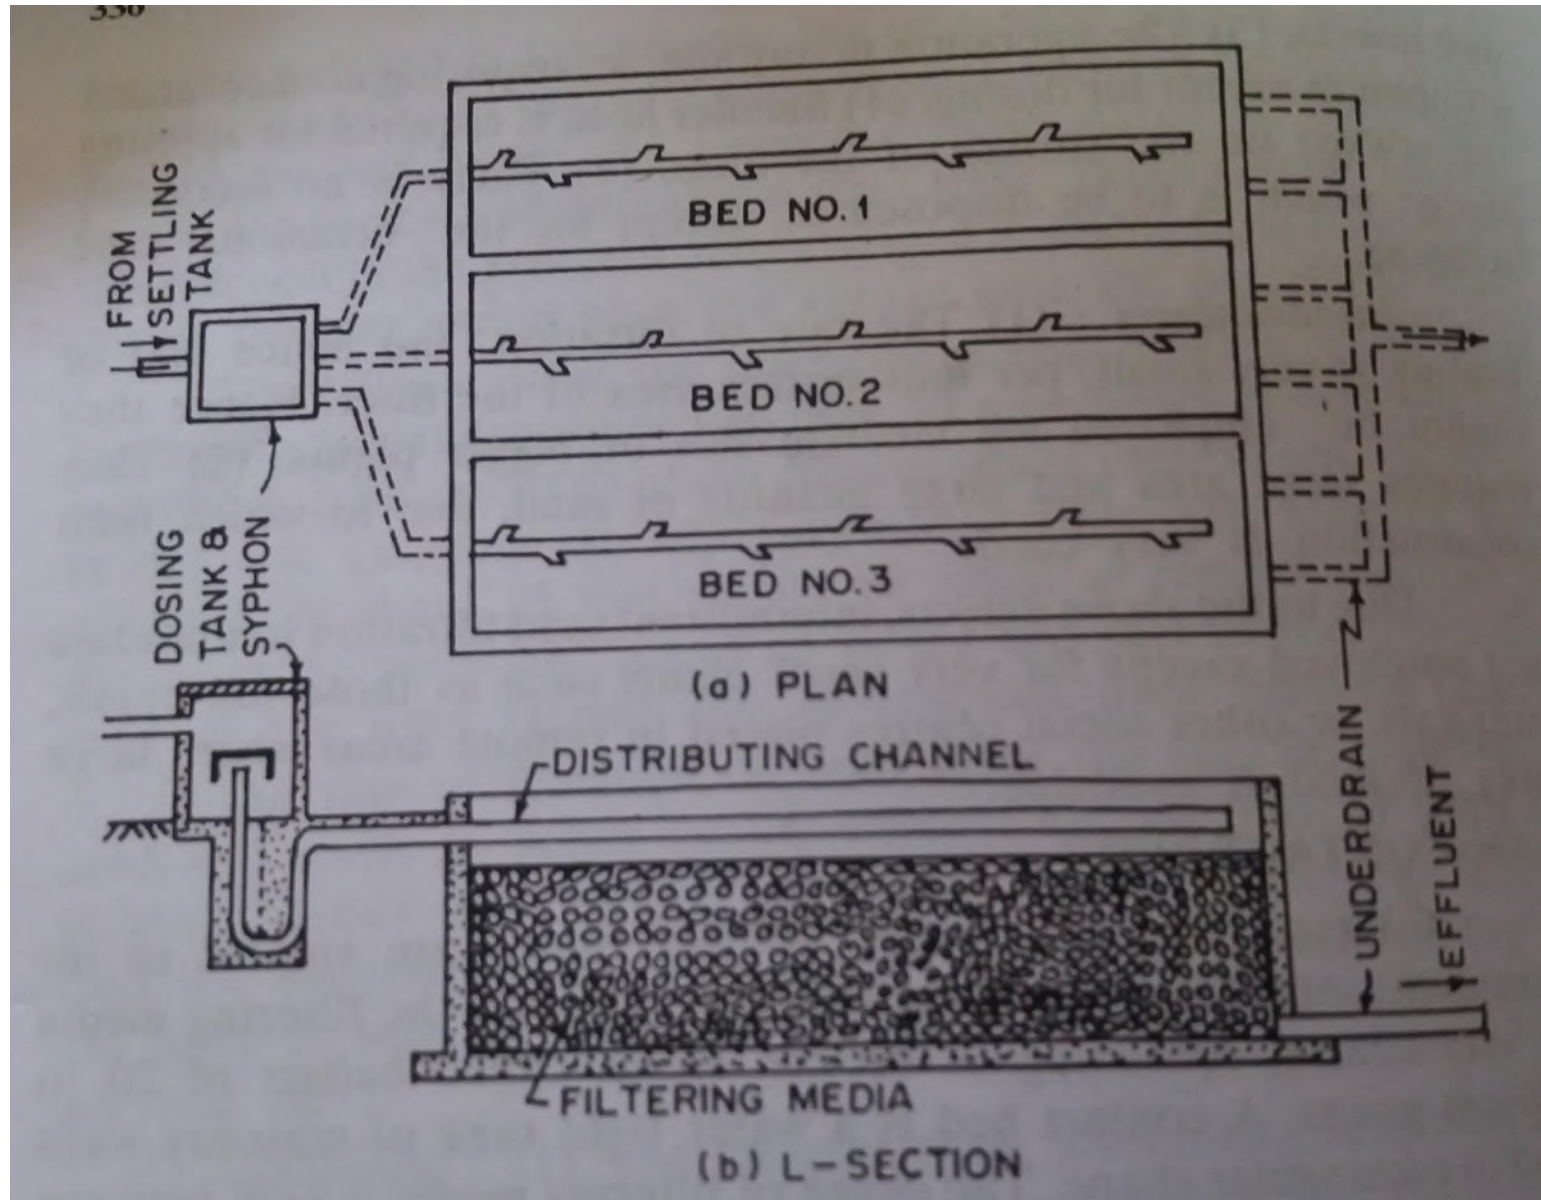 FROM
SETTLING
TANK
BED NO.1
BED NO.2
BED NO.3
DOSING
TANK &
SYPHON
(a) PLAN
DISTRIBUTING CHANNEL
UNDERDRAIN
EFFLUENT
FILTERING MEDIA
(b) L-SECTION